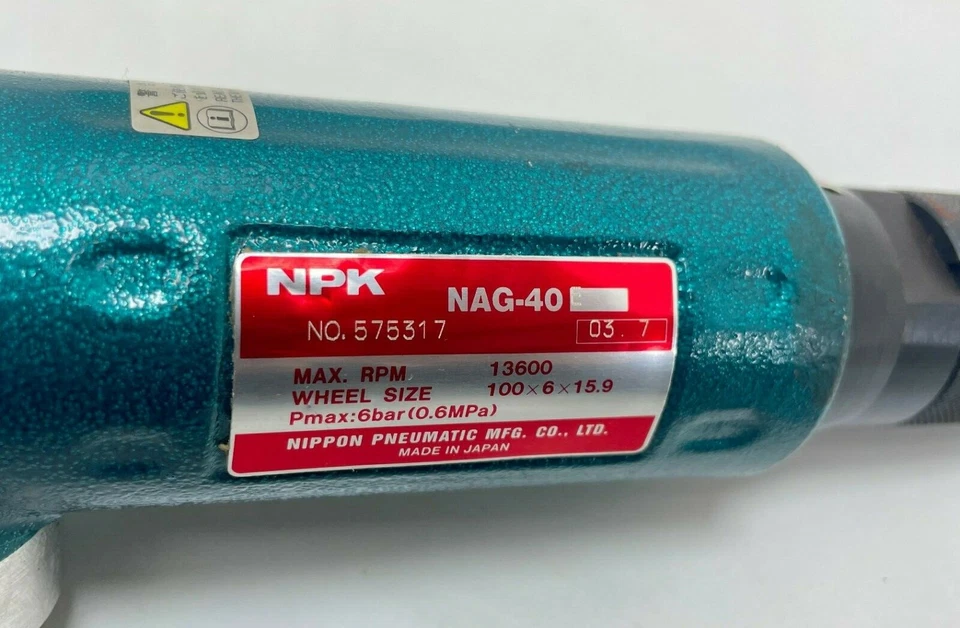 NPK
NAG-40 E
NO. 575317
03. 7
MAX. RPM 13600
WHEEL SIZE 100×6×15.9
Pmax:6bar(0.6MPa)
NIPPON PNEUMATIC MFG. CO., LTD.
MADE IN JAPAN